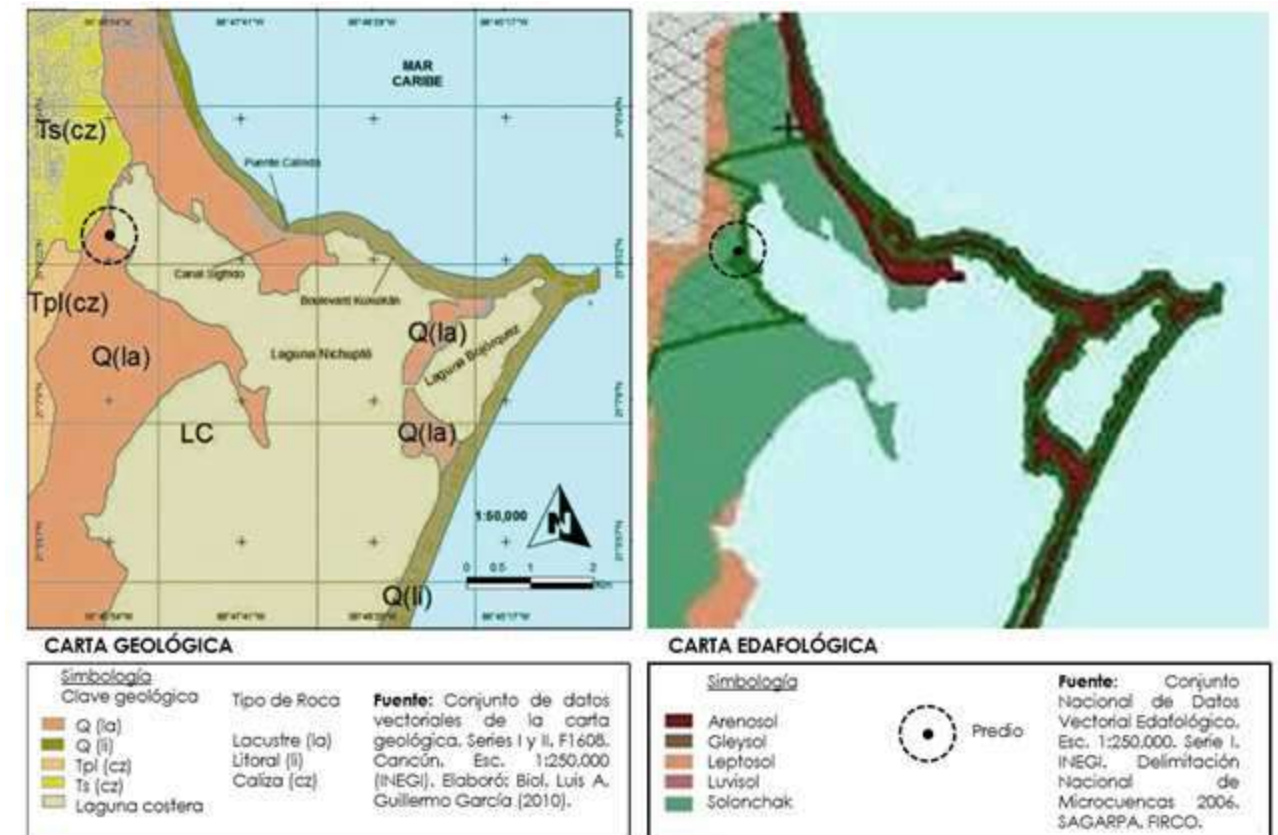 MAR
CARIBE
Ts(cz)
Canal Sigfrido
Boulevard Kukulkán
Tpl(cz)
Q(la)
Q(la)
Laguna Nichupté
Laguna Bojórquez
LC
Q(la)
1:50,000
N
0 0.5 1 2
Q(li)
CARTA GEOLÓGICA
Simbología
Clave geológica
Q (la)
Q (li)
Tpl (cz)
Ts (cz)
Laguna costera
Tipo de Roca
Lacustre (la)
Litoral (li)
Caliza (cz)
Fuente: Conjunto de datos
vectoriales de la carta
geológica. Series I y II. F1608.
Cancún. Esc. 1:250,000
(INEGI). Elaboró: Biol. Luis A.
Guillermo García (2010).
CARTA EDAFOLÓGICA
Simbología
Arenosol
Gleysol
Leptosol
Luvisol
Solonchak
Predio
Fuente: Conjunto
Nacional de Datos
Vectorial Edafológico.
Esc. 1:250,000. Serie I.
INEGI. Delimitación
Nacional de
Microcuencas 2006.
SAGARPA. FIRCO.